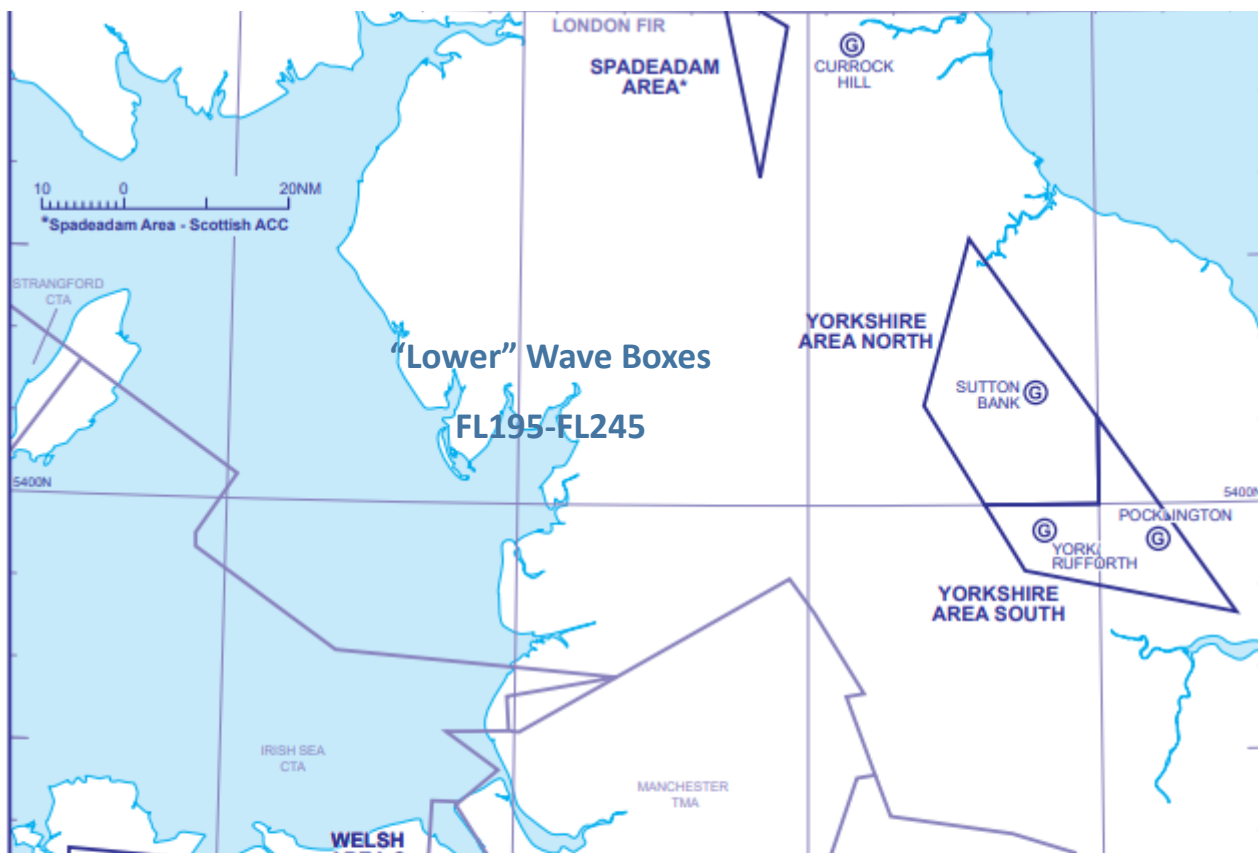 LONDON FIR
SPADEADAM
AREA*
G
CURROCK
HILL
10 0 20NM
*Spadeadam Area - Scottish ACC
STRANGFORD
CTA
YORKSHIRE
AREA NORTH
"Lower" Wave Boxes
SUTTON
BANK
G
FL195-FL245
5400N
5400N
POCKLINGTON
G
G
YORK/
RUFFORTH
YORKSHIRE
AREA SOUTH
IRISH SEA
CTA
MANCHESTER
TMA
WELSH